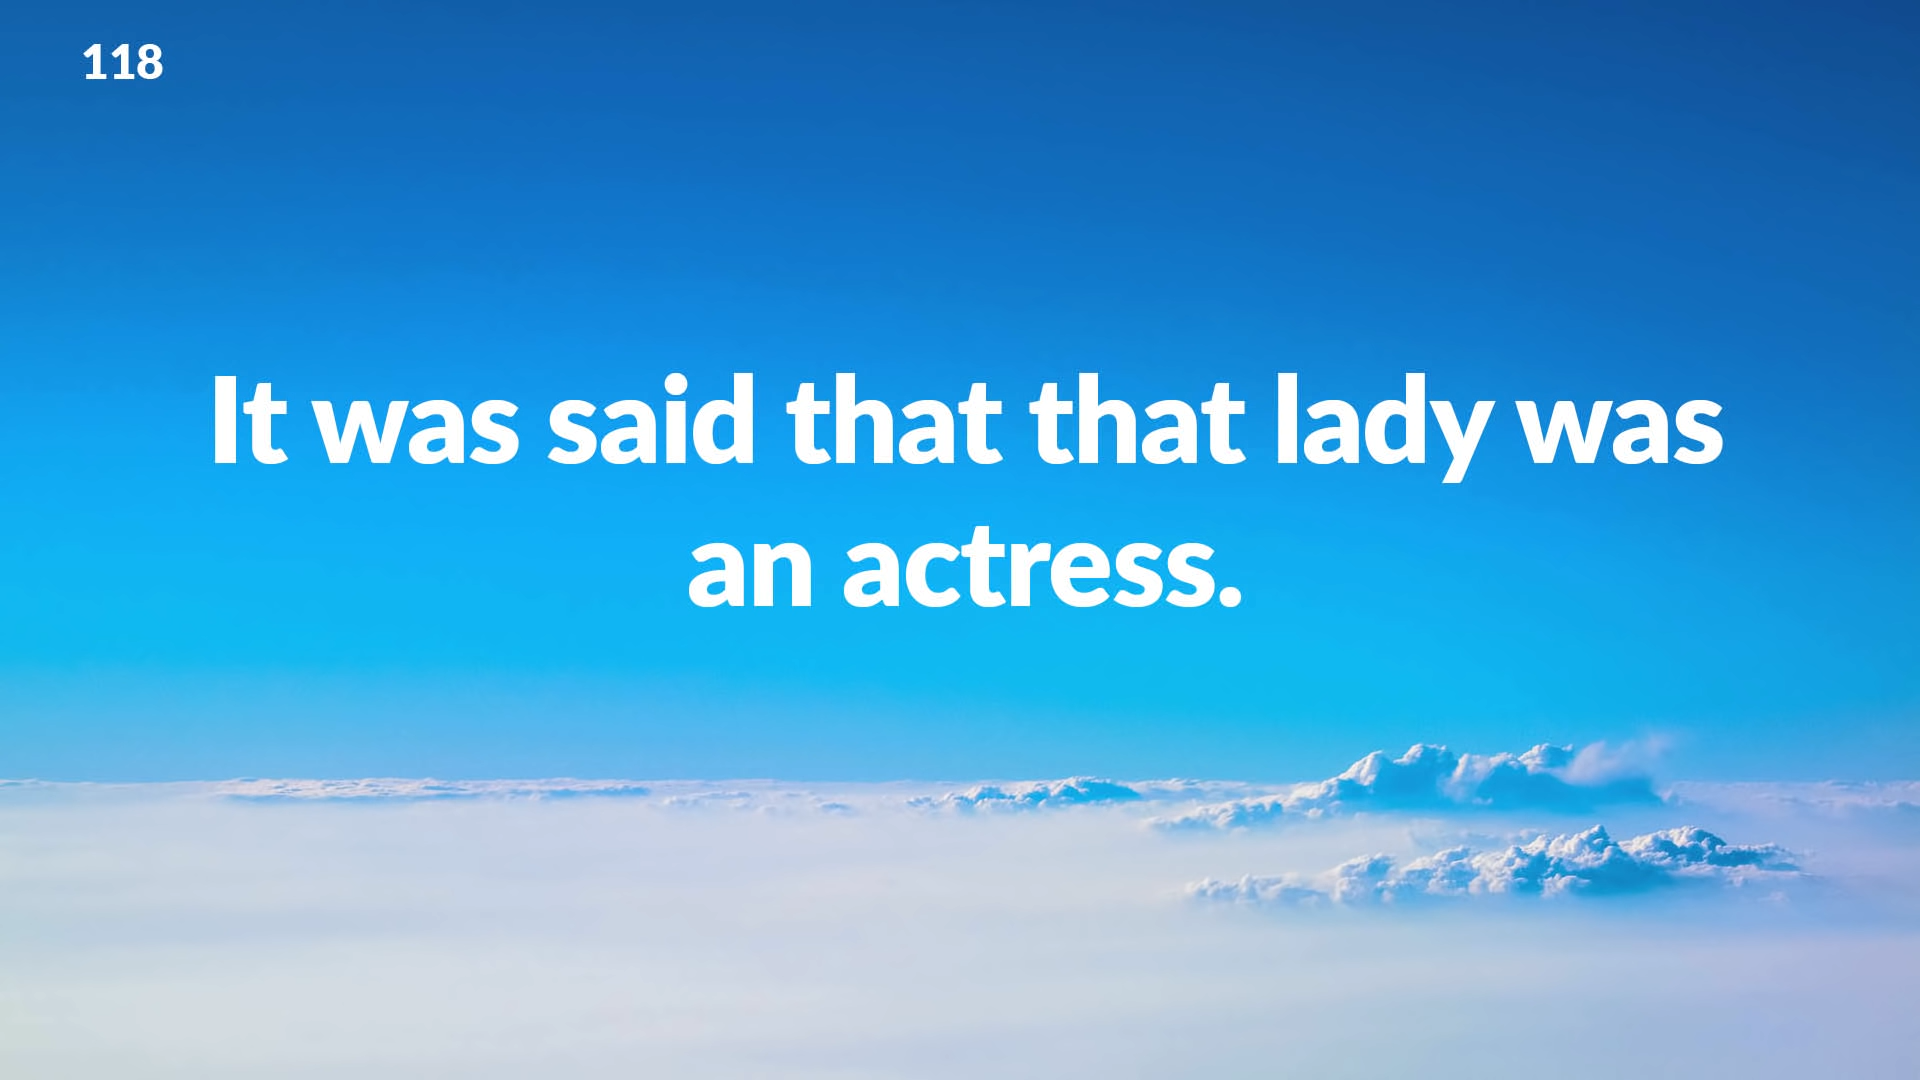 118
It was said that that lady was
an actress.